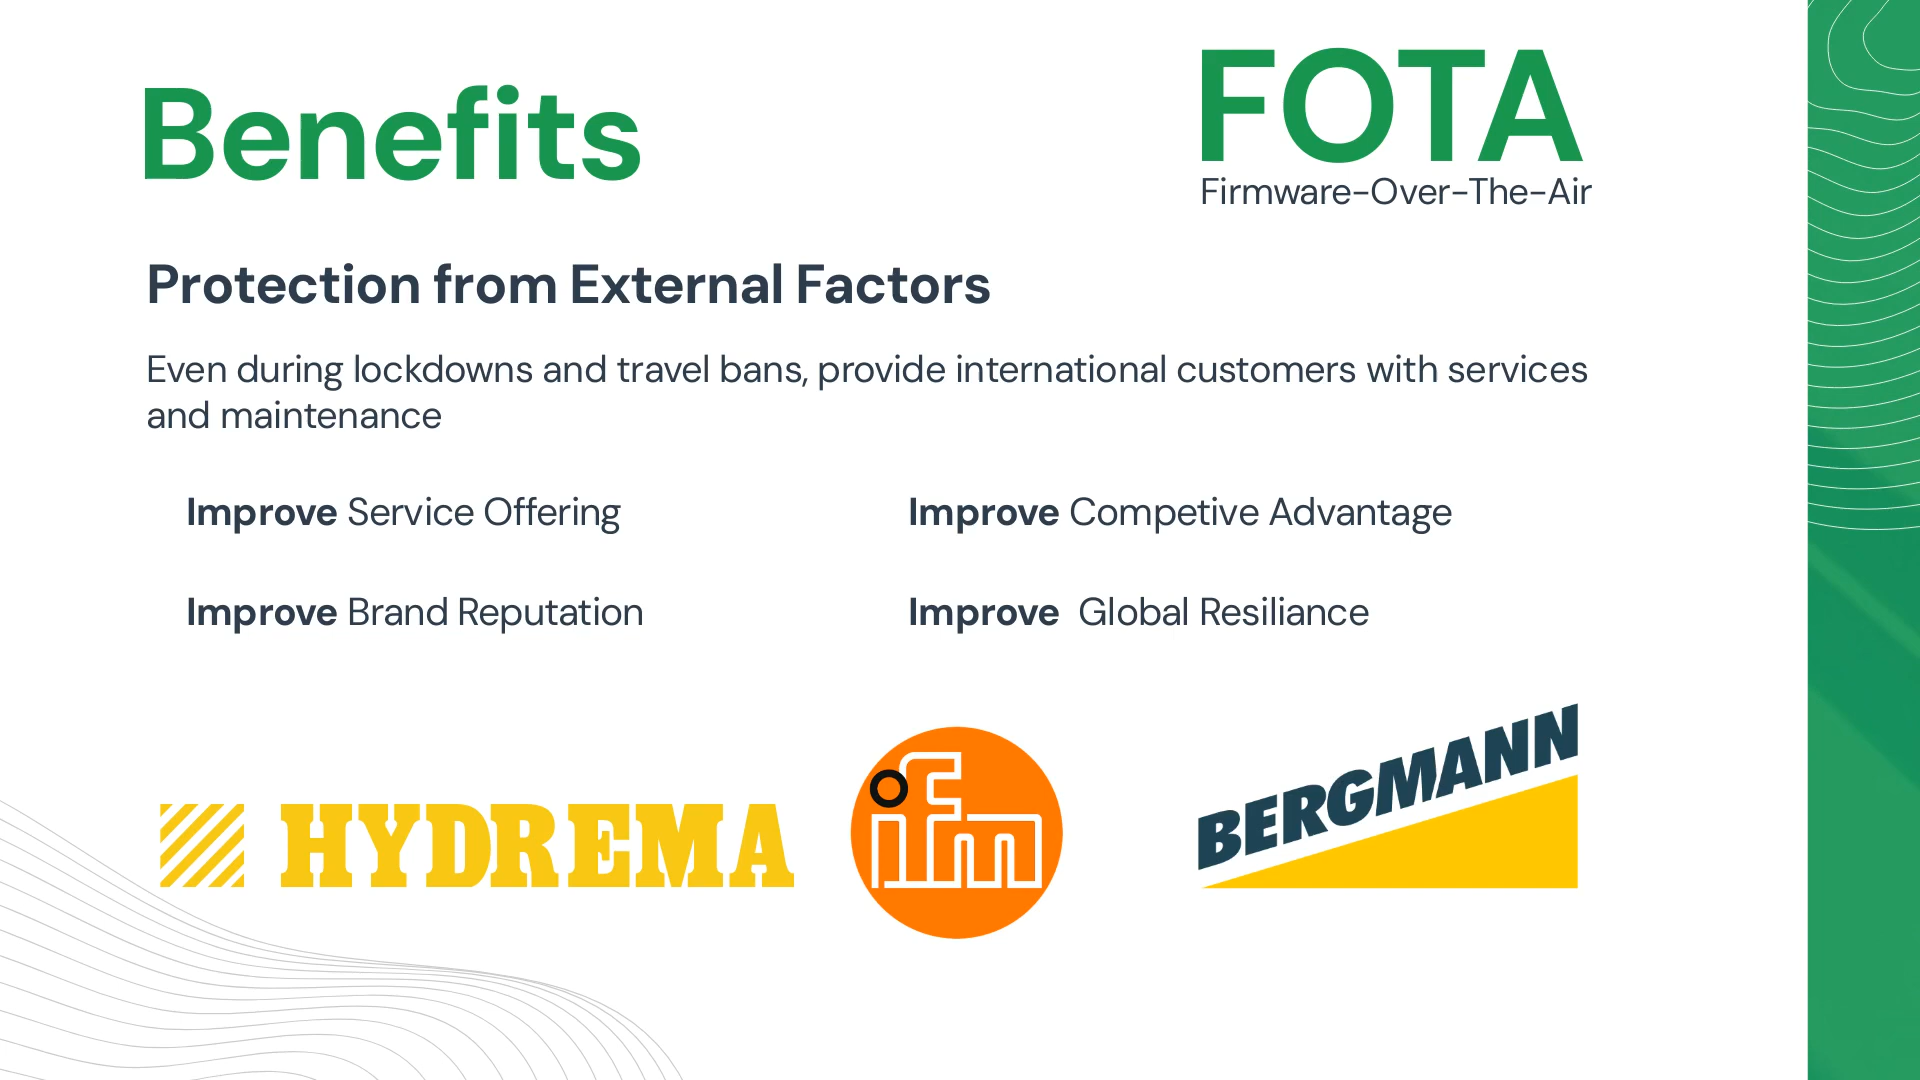 Benefits
FOTA
Firmware-Over-The-Air
Protection from External Factors
Even during lockdowns and travel bans, provide international customers with services
and maintenance
Improve Service Offering
Improve Competive Advantage
Improve Brand Reputation
Improve Global Resiliance
HYDREMA
ifm
BERGMANN